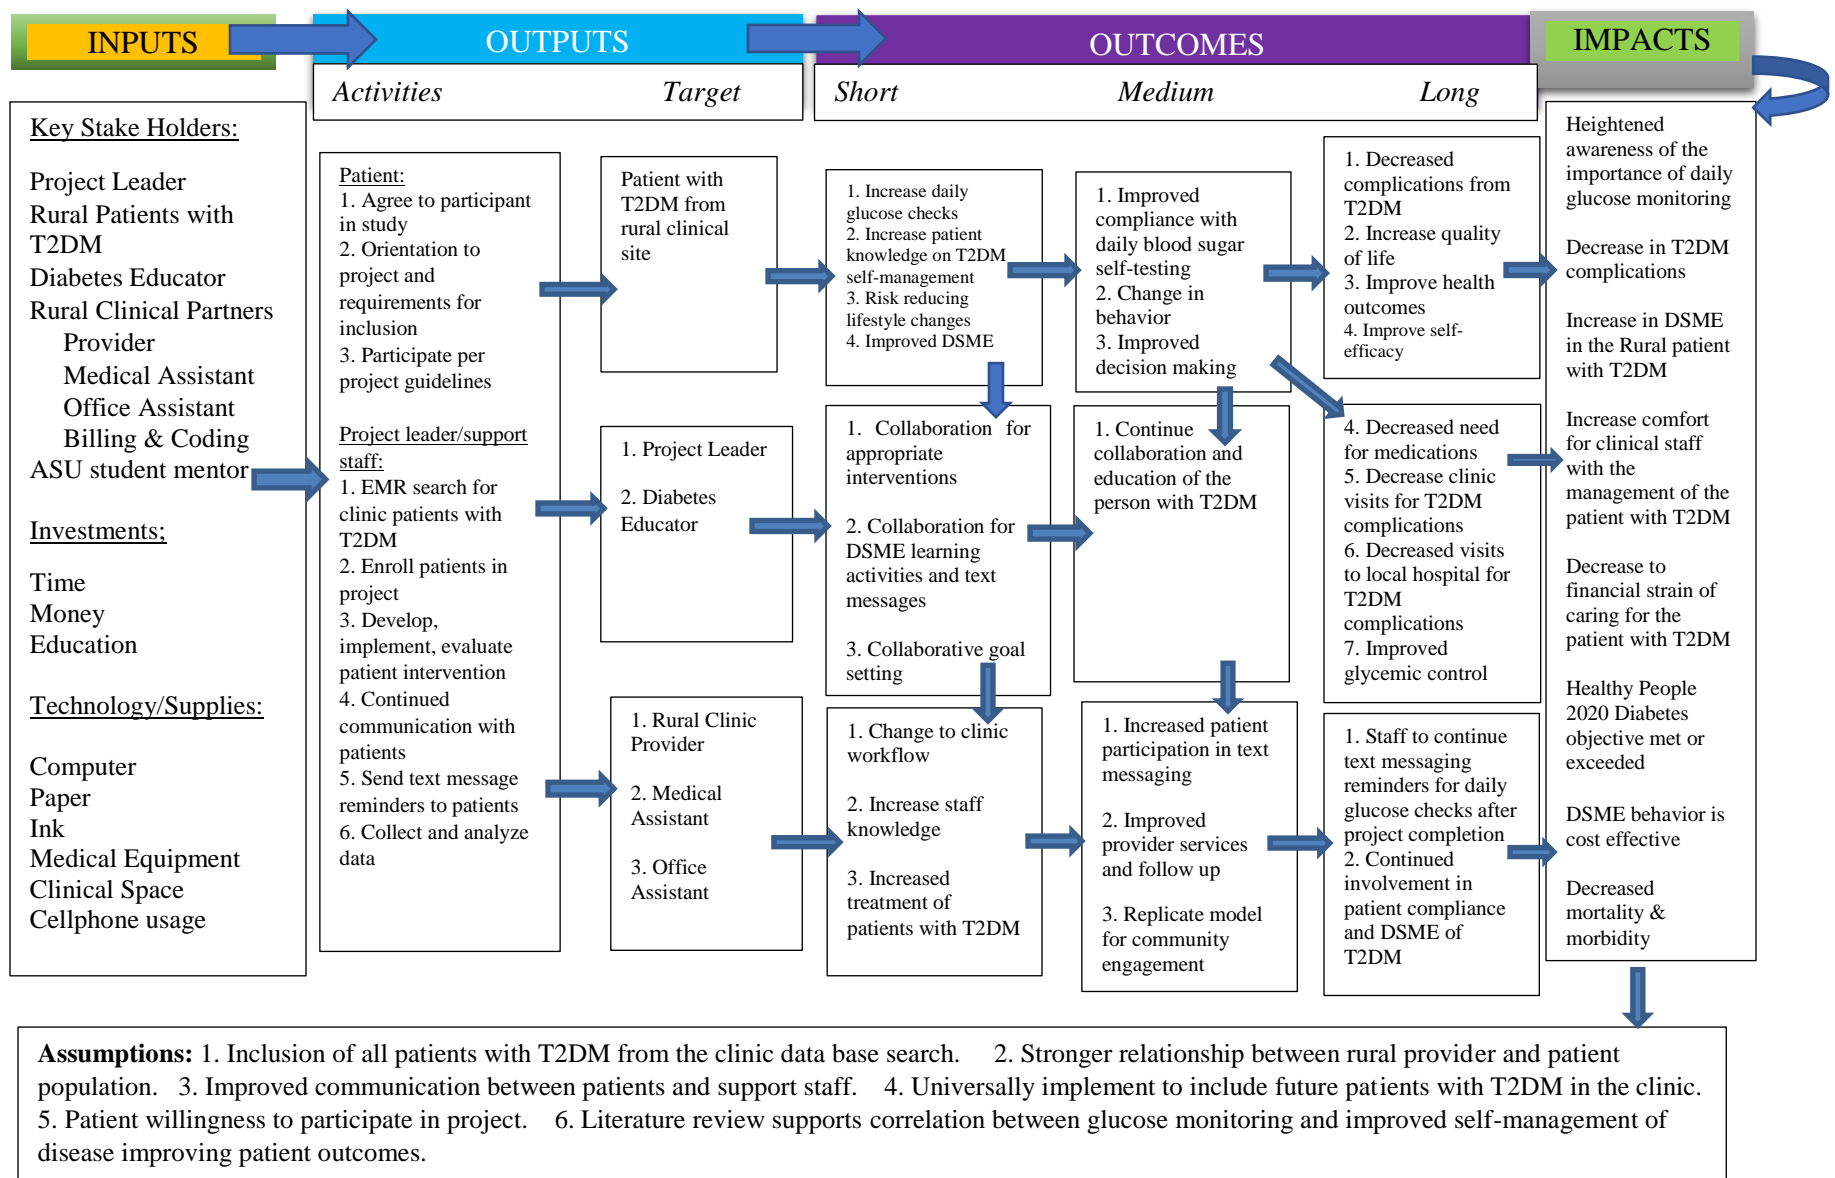 INPUTS
OUTPUTS
OUTCOMES
IMPACTS
Activities
Target
Short
Medium
Long
Key Stake Holders:
Project Leader
Rural Patients with
T2DM
Diabetes Educator
Rural Clinical Partners
Provider
Medical Assistant
Office Assistant
Billing & Coding
ASU student mentor
Investments;
Time
Money
Education
Technology/Supplies:
Computer
Paper
Ink
Medical Equipment
Clinical Space
Cellphone usage
Patient:
1. Agree to participant
in study
2. Orientation to
project and
requirements for
inclusion
3. Participate per
project guidelines
Project leader/support
staff:
1. EMR search for
clinic patients with
T2DM
2. Enroll patients in
project
3. Develop,
implement, evaluate
patient intervention
4. Continued
communication with
patients
5. Send text message
reminders to patients
6. Collect and analyze
data
Patient with
T2DM from
rural clinical
site
1. Project Leader
2. Diabetes
Educator
1. Rural Clinic
Provider
2. Medical
Assistant
3. Office
Assistant
1. Increase daily
glucose checks
2. Increase patient
knowledge on T2DM
self-management
3. Risk reducing
lifestyle changes
4. Improved DSME
1. Collaboration for
appropriate
interventions
2. Collaboration for
DSME learning
activities and text
messages
3. Collaborative goal
setting
1. Change to clinic
workflow
2. Increase staff
knowledge
3. Increased
treatment of
patients with T2DM
1. Improved
compliance with
daily blood sugar
self-testing
2. Change in
behavior
3. Improved
decision making
1. Continue
collaboration and
education of the
person with T2DM
1. Increased patient
participation in text
messaging
2. Improved
provider services
and follow up
3. Replicate model
for community
engagement
1. Decreased
complications from
T2DM
2. Increase quality
of life
3. Improve health
outcomes
4. Improve self-
efficacy
4. Decreased need
for medications
5. Decrease clinic
visits for T2DM
complications
6. Decreased visits
to local hospital for
T2DM
complications
7. Improved
glycemic control
1. Staff to continue
text messaging
reminders for daily
glucose checks after
project completion
2. Continued
involvement in
patient compliance
and DSME of
T2DM
Heightened
awareness of the
importance of daily
glucose monitoring
Decrease in T2DM
complications
Increase in DSME
in the Rural patient
with T2DM
Increase comfort
for clinical staff
with the
management of the
patient with T2DM
Decrease to
financial strain of
caring for the
patient with T2DM
Healthy People
2020 Diabetes
objective met or
exceeded
DSME behavior is
cost effective
Decreased
mortality &
morbidity
Assumptions: 1. Inclusion of all patients with T2DM from the clinic data base search. 2. Stronger relationship between rural provider and patient
population. 3. Improved communication between patients and support staff. 4. Universally implement to include future patients with T2DM in the clinic.
5. Patient willingness to participate in project. 6. Literature review supports correlation between glucose monitoring and improved self-management of
disease improving patient outcomes.